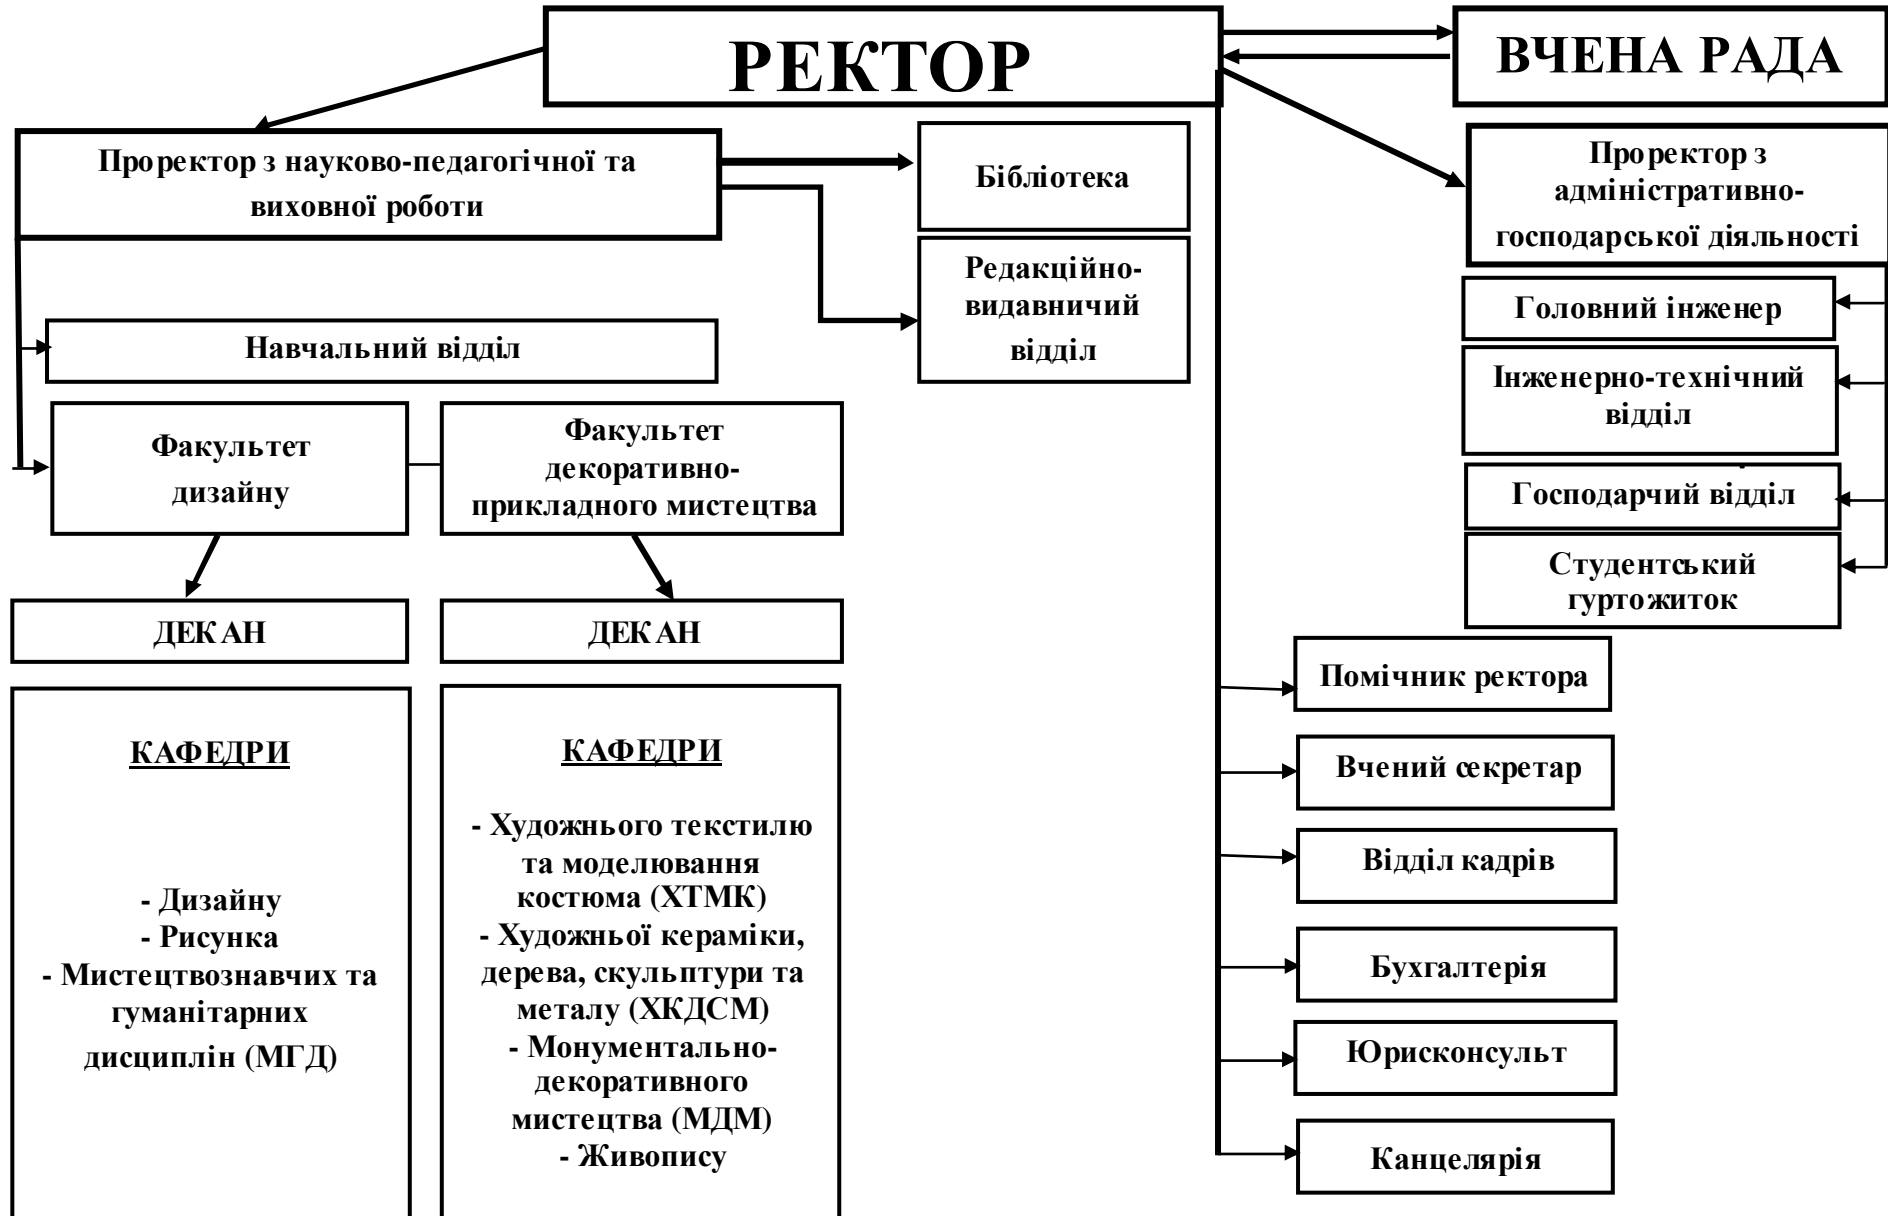 РЕКТОР
ВЧЕНА РАДА
Проректор з науково-педагогічної та
виховної роботи
Бібліотека
Редакційно-
видавничий
відділ
Проректор з
адміністративно-
господарської діяльності
Головний інженер
Інженерно-технічний
відділ
Господарчий відділ
Студентський
гуртожиток
Навчальний відділ
Факультет
дизайну
Факультет
декоративно-
прикладного мистецтва
ДЕКАН
ДЕКАН
КАФЕДРИ
- Дизайну
- Рисунка
- Мистецтвознавчих та
гуманітарних
дисциплін (МГД)
КАФЕДРИ
- Художнього текстилю
та моделювання
костюма (ХТМК)
- Художньої кераміки,
дерева, скульптури та
металу (ХКДСМ)
- Монументально-
декоративного
мистецтва (МДМ)
- Живопису
Помічник ректора
Вчений секретар
Відділ кадрів
Бухгалтерія
Юрисконсульт
Канцелярія